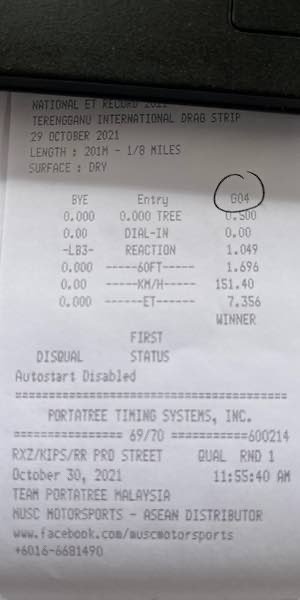 NATIONAL ET RECORD 2021
TERENGGANU INTERNATIONAL DRAG STRIP
29 OCTOBER 2021
LENGTH : 201M - 1/8 MILES
SURFACE : DRY
BYE Entry G04
0.000 0.000 TREE 0.500
0.00 DIAL-IN 0.00
-LB3- REACTION 1.049
0.000 -----60FT----- 1.696
0.00 -----KM/H----- 151.40
0.000 ------ET------ 7.356
WINNER
FIRST
DISQUAL STATUS
Autostart Disabled
========================================
PORTATREE TIMING SYSTEMS, INC.
=============== 69/70 ===========600214
RXZ/KIPS/RR PRO STREET QUAL RND 1
October 30, 2021 11:55:40 AM
TEAM PORTATREE MALAYSIA
MUSC MOTORSPORTS - ASEAN DISTRIBUTOR
www.facebook.com/muscmotorsports
+6016-6681490